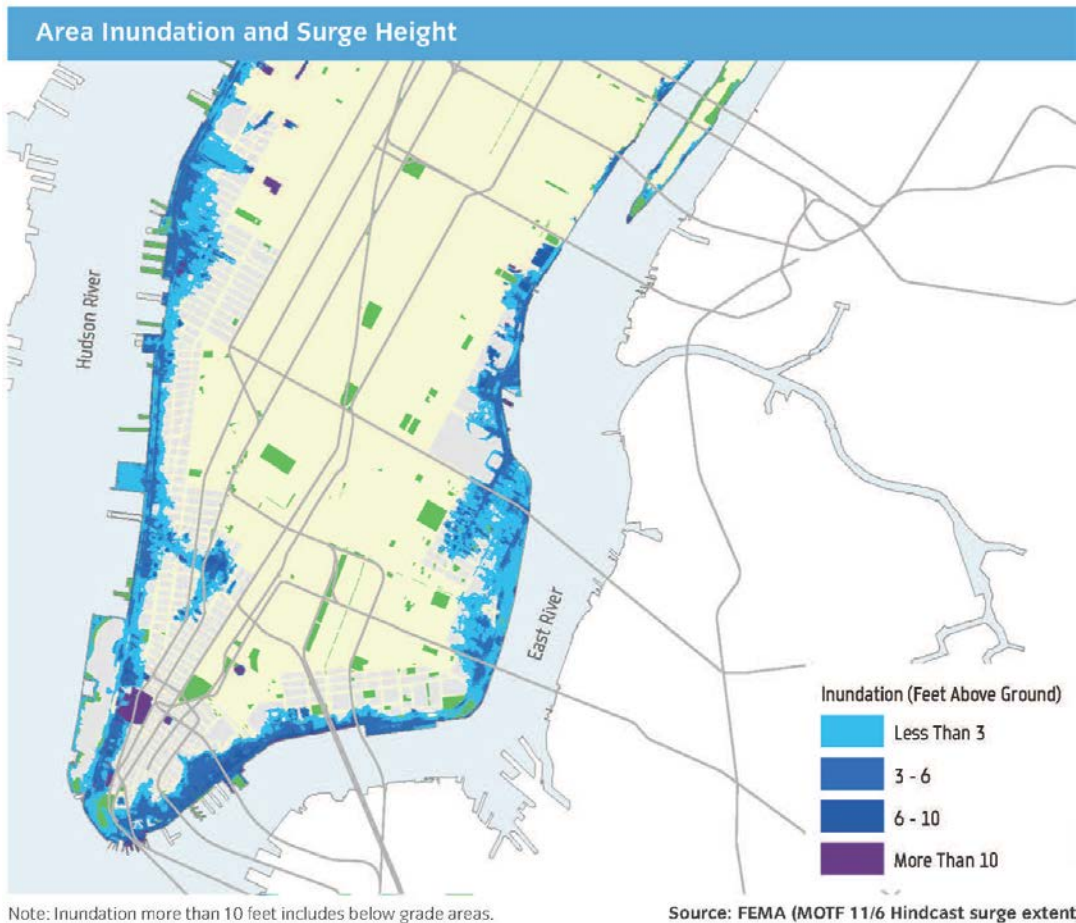 Area Inundation and Surge Height
Hudson River
East River
Inundation (Feet Above Ground)
Less Than 3
3 - 6
6 - 10
More Than 10
Note: Inundation more than 10 feet includes below grade areas.
Source: FEMA (MOTF 11/6 Hindcast surge extent